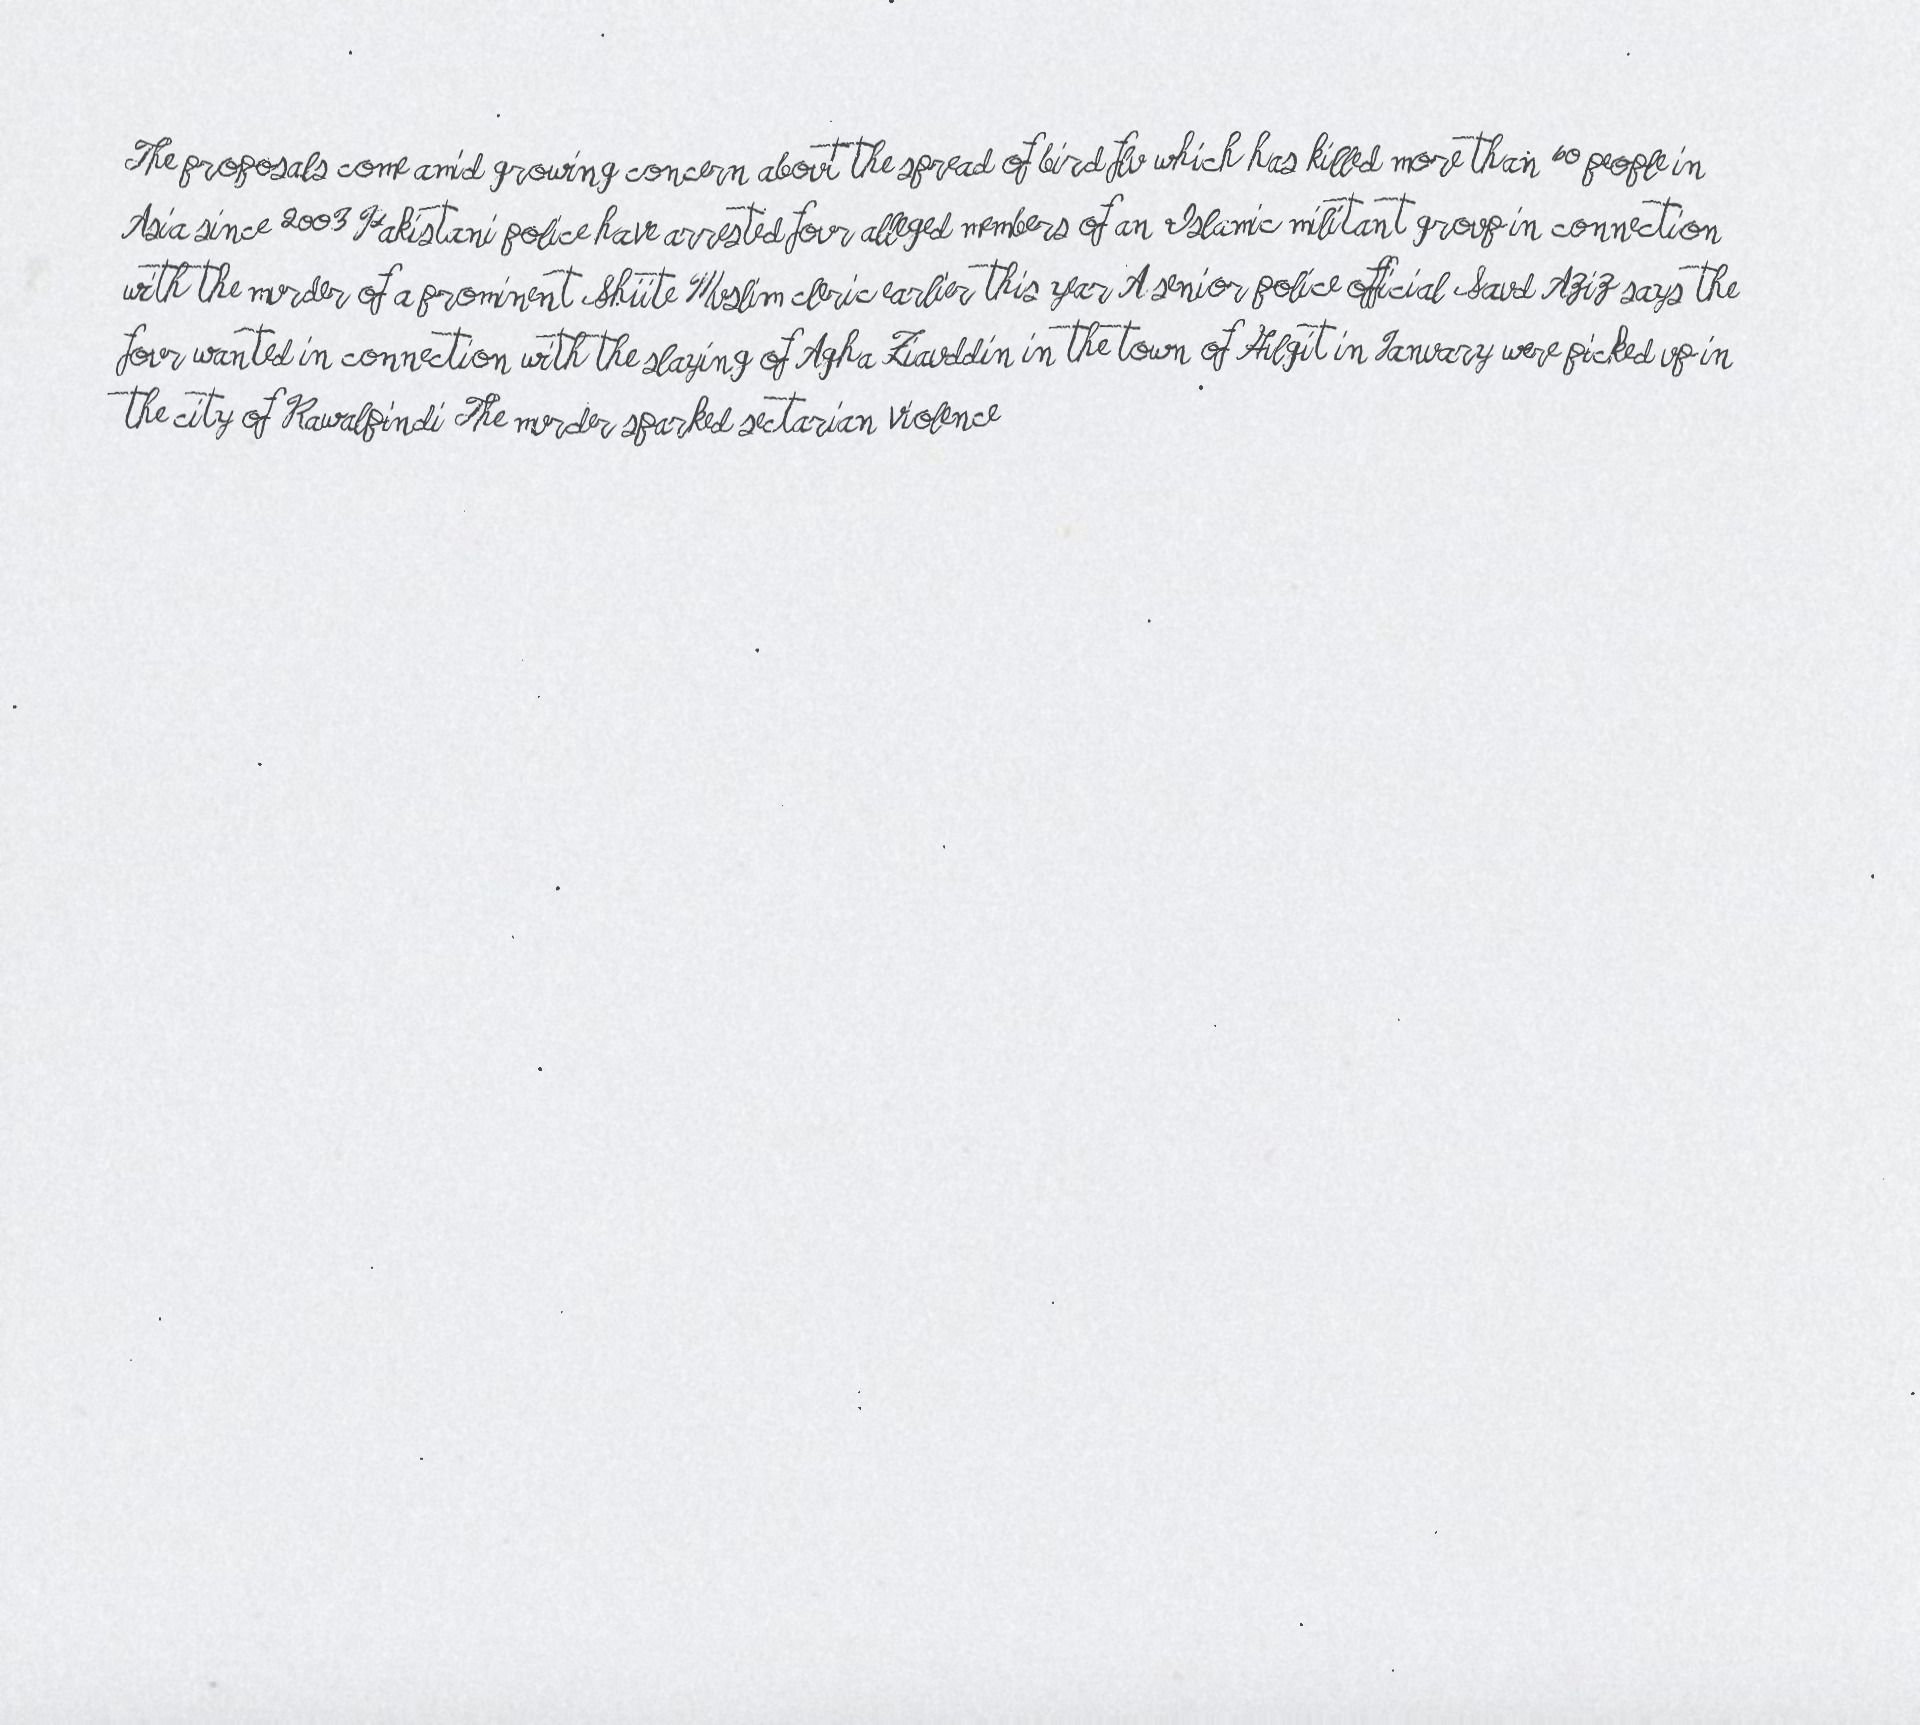 The proposals come amid growing concern about the spread of bird flu which has killed more than 60 people in
Asia since 2003 Pakistani police have arrested four alleged members of an Islamic militant group in connection
with the murder of a prominent Shiite Muslim cleric earlier this year A senior police official Saud Aziz says the
four wanted in connection with the slaying of Agha Ziauddin in the town of Gilgit in January were picked up in
the city of Rawalpindi The murder sparked sectarian violence